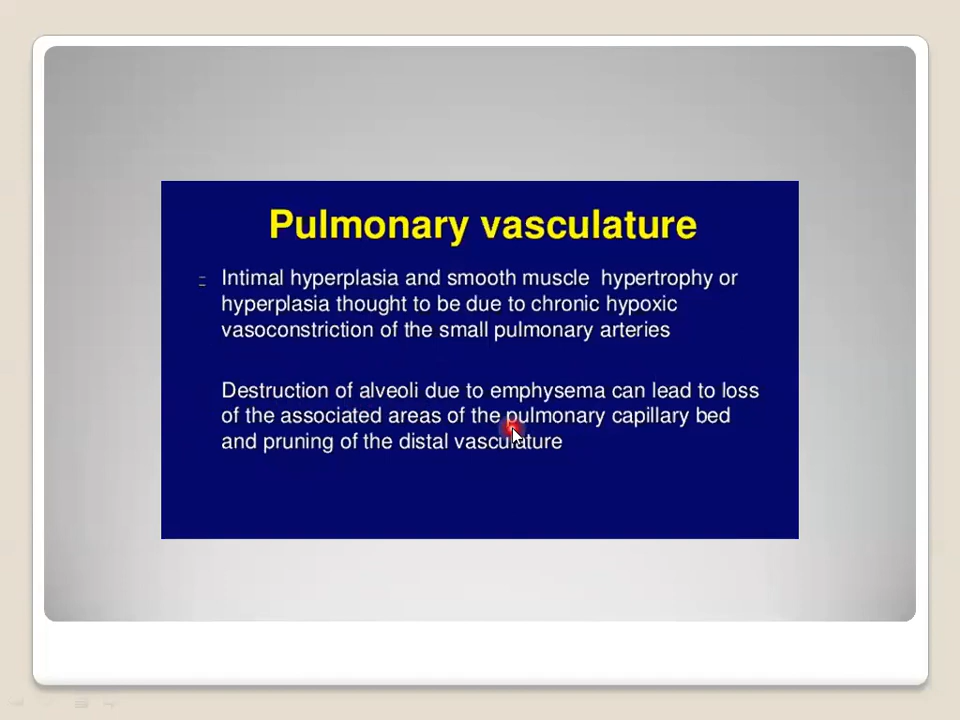 Pulmonary vasculature
Intimal hyperplasia and smooth muscle hypertrophy or
hyperplasia thought to be due to chronic hypoxic
vasoconstriction of the small pulmonary arteries
Destruction of alveoli due to emphysema can lead to loss
of the associated areas of the pulmonary capillary bed
and pruning of the distal vasculature